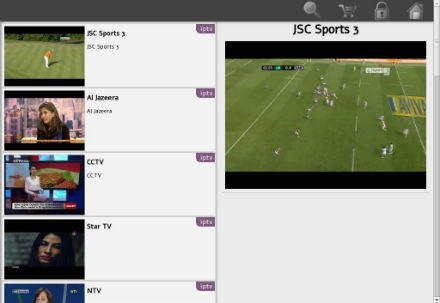 JSC Sports 3
iptv
JSC Sports 3
Al Jazeera
iptv
Al Jazeera
CCTV
iptv
CCTV
Star TV
iptv
NTV
iptv
JSC Sports 3